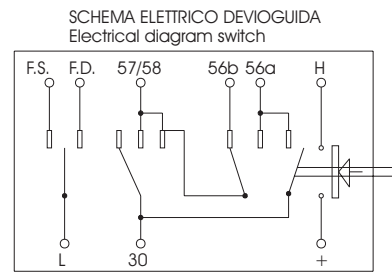 SCHEMA ELETTRICO DEVIOGUIDA
Electrical diagram switch
F.S. F.D. 57/58 56b 56a H
L 30 +